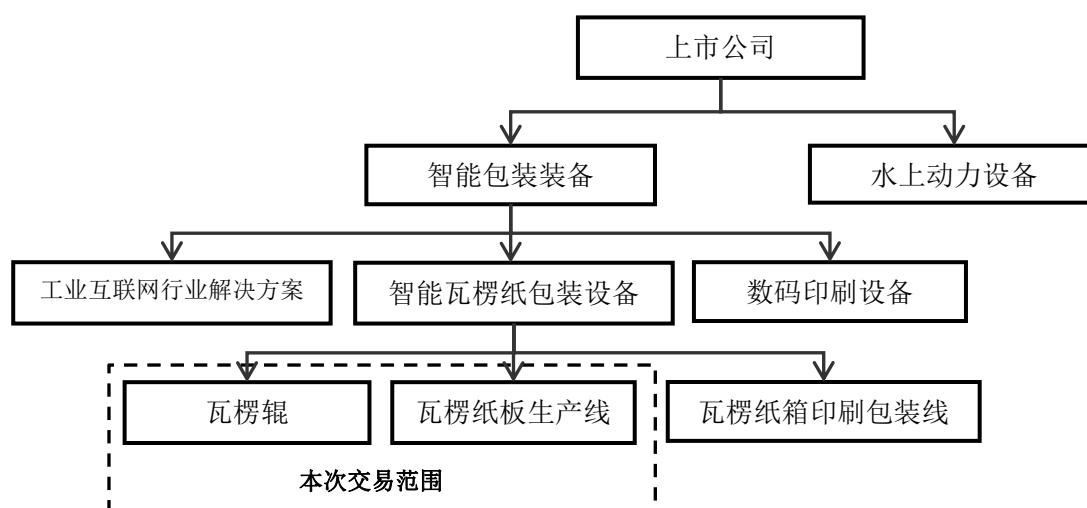 上市公司
智能包装装备
水上动力设备
工业互联网行业解决方案
智能瓦楞纸包装设备
数码印刷设备
瓦楞辊
瓦楞纸板生产线
瓦楞纸箱印刷包装线
本次交易范围